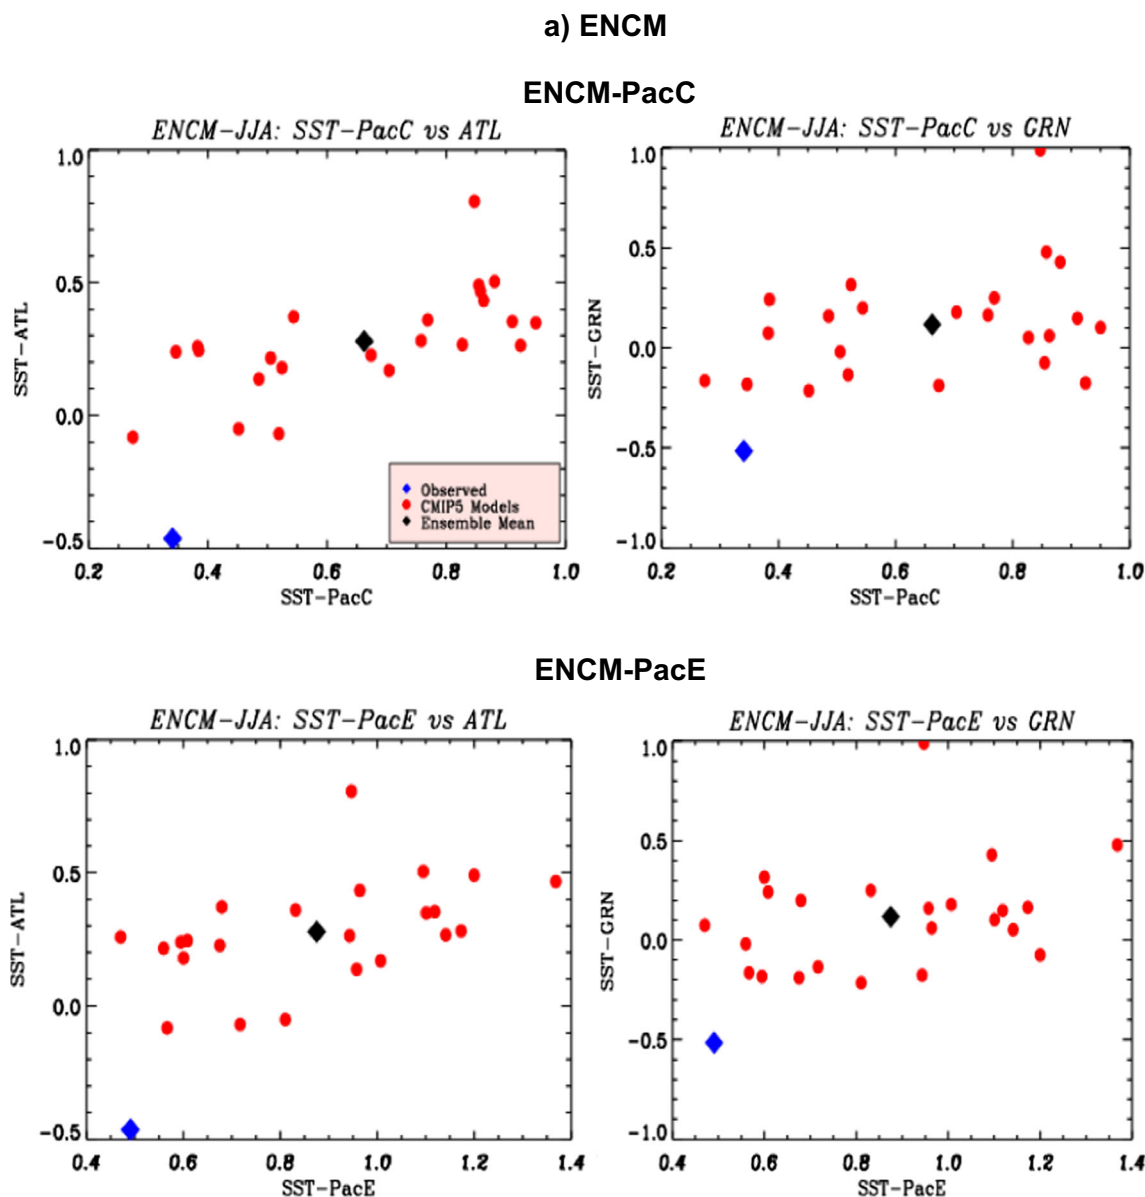 a) ENCM
ENCM-PacC
ENCM-JJA: SST-PacC vs ATL
1.0
0.5
0.0
-0.5
SST-ATL
Observed
CMIP5 Models
Ensemble Mean
0.2 0.4 0.6 0.8 1.0
SST-PacC
ENCM-JJA: SST-PacC vs GRN
1.0
0.5
0.0
-0.5
-1.0
SST-GRN
0.2 0.4 0.6 0.8 1.0
SST-PacC
ENCM-PacE
ENCM-JJA: SST-PacE vs ATL
1.0
0.5
0.0
-0.5
SST-ATL
0.4 0.6 0.8 1.0 1.2 1.4
SST-PacE
ENCM-JJA: SST-PacE vs GRN
1.0
0.5
0.0
-0.5
-1.0
SST-GRN
0.4 0.6 0.8 1.0 1.2 1.4
SST-PacE